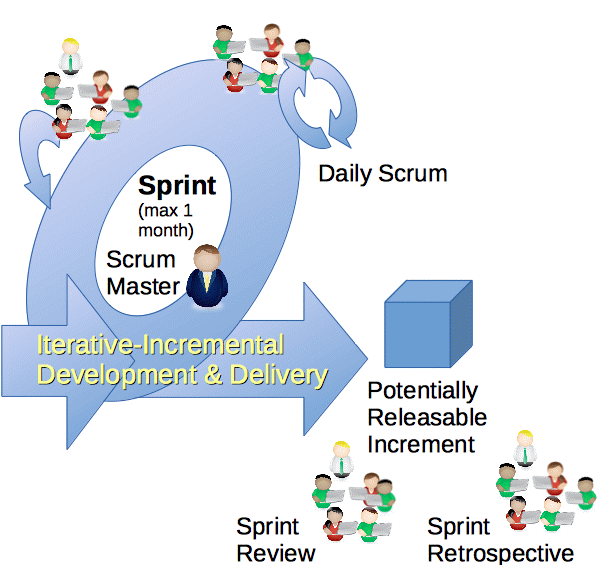 Daily Scrum
Sprint
(max 1
month)
Scrum
Master
Iterative-Incremental
Development & Delivery
Potentially
Releasable
Increment
Sprint
Review
Sprint
Retrospective